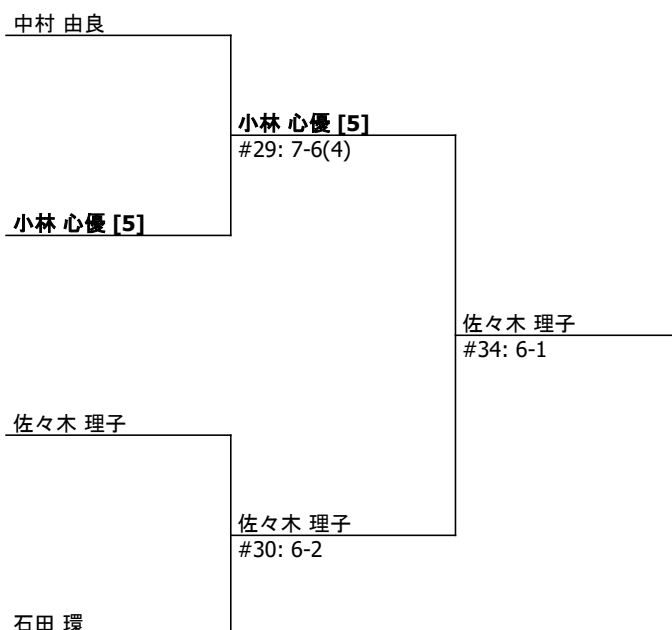 中村 由良
小林 心優 [5]
#29: 7-6(4)
小林 心優 [5]
佐々木 理子
#34: 6-1
佐々木 理子
佐々木 理子
#30: 6-2
石田 環